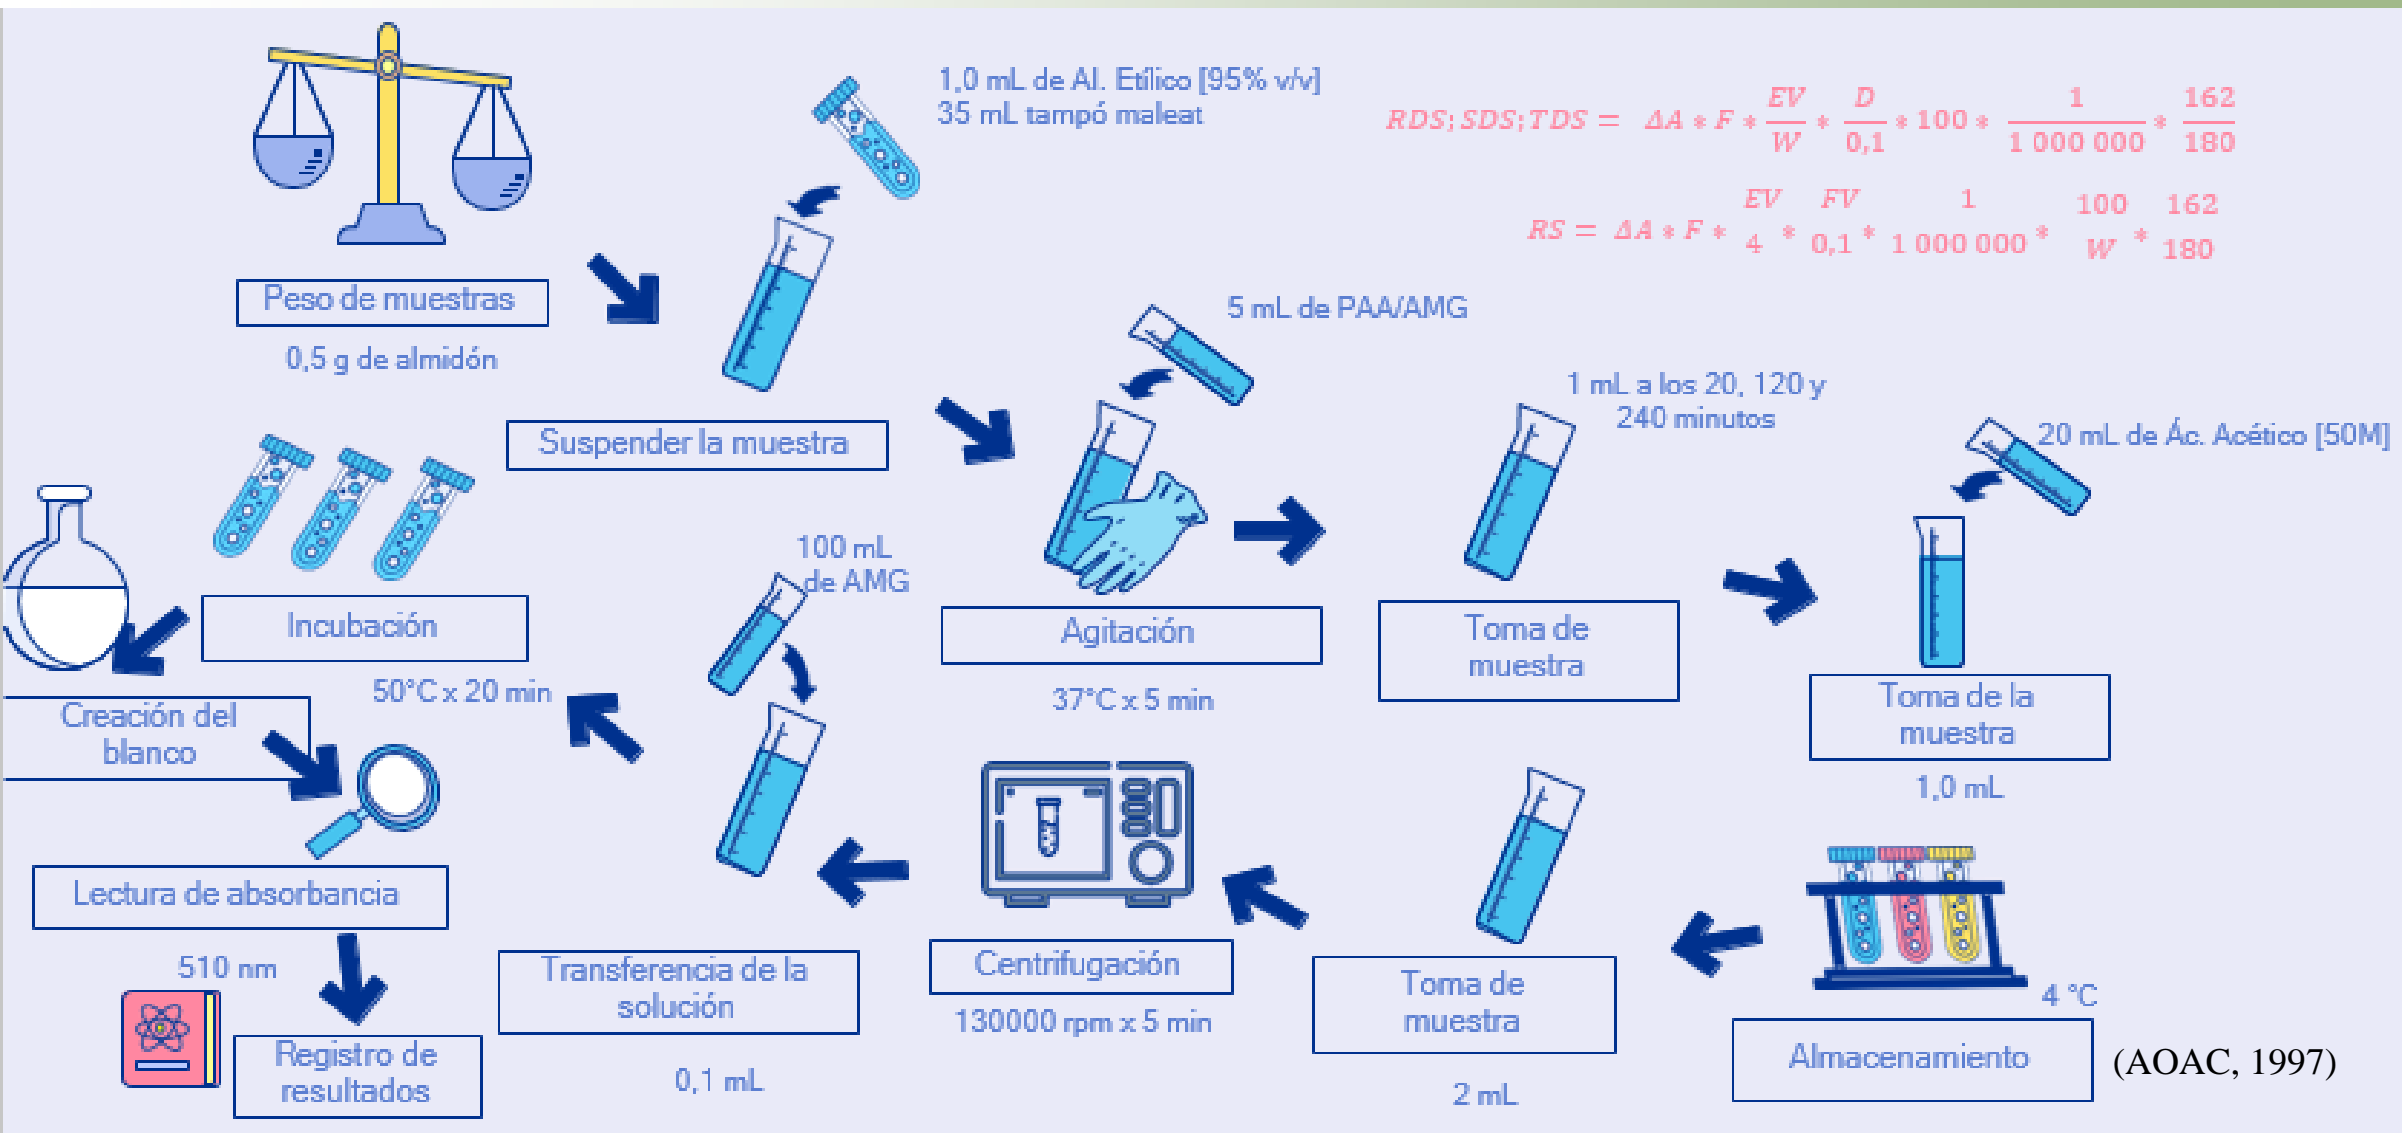 1,0 mL de Al. Etílico [95% v/v]
35 mL tampó maleat
RDS; SDS; TDS = ΔA * F * EV/W * D/0,1 * 100 * 1/1 000 000 * 162/180
RS = ΔA * F * EV/4 * FV/0,1 * 1/1 000 000 * 100/W * 162/180
Peso de muestras
0,5 g de almidón
Suspender la muestra
5 mL de PAA/AMG
Agitación
37°C x 5 min
1 mL a los 20, 120 y
240 minutos
Toma de
muestra
20 mL de Ác. Acético [50M]
Toma de la
muestra
1,0 mL
4 °C
Almacenamiento
(AOAC, 1997)
Toma de
muestra
2 mL
Centrifugación
130000 rpm x 5 min
100 mL
de AMG
Transferencia de la
solución
0,1 mL
Incubación
50°C x 20 min
Creación del
blanco
Lectura de absorbancia
510 nm
Registro de
resultados